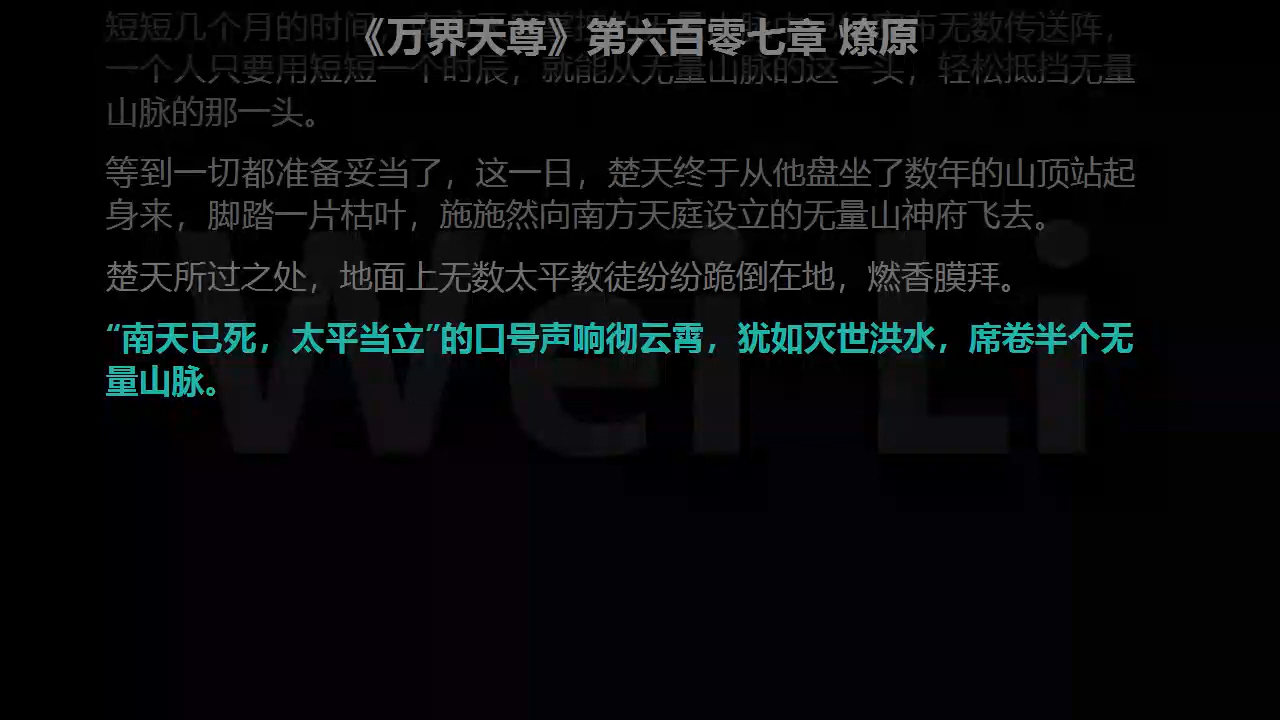 《万界天尊》第六百零七章 燎原
短短几个月的时间，无数传送阵，
一个人只要用短短一个时辰，就能从无量山脉的这一头，轻松抵挡无量
山脉的那一头。
等到一切都准备妥当了，这一日，楚天终于从他盘坐了数年的山顶站起
身来，脚踏一片枯叶，施施然向南方天庭设立的无量山神府飞去。
楚天所过之处，地面上无数太平教徒纷纷跪倒在地，燃香膜拜。
“南天已死，太平当立”的口号声响彻云霄，犹如灭世洪水，席卷半个无
量山脉。
Wei Li